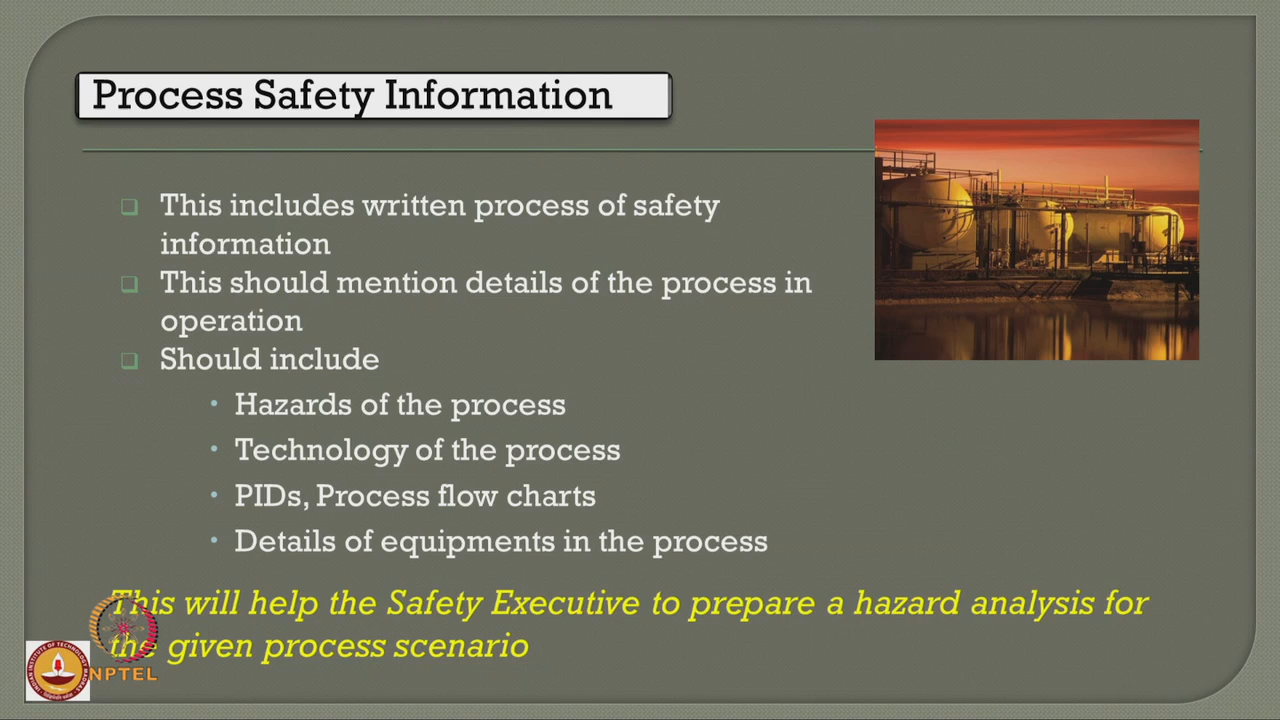 Process Safety Information
This includes written process of safety
information
This should mention details of the process in
operation
Should include
Hazards of the process
Technology of the process
PIDs, Process flow charts
Details of equipments in the process
This will help the Safety Executive to prepare a hazard analysis for
the given process scenario
NPTEL